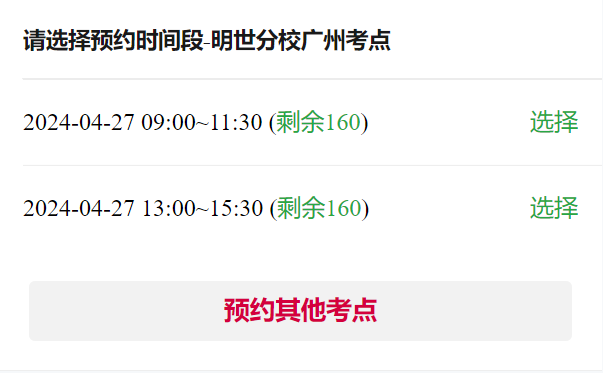 请选择预约时间段-明世分校广州考点
2024-04-27 09:00~11:30 (剩余160) 选择
2024-04-27 13:00~15:30 (剩余160) 选择
预约其他考点